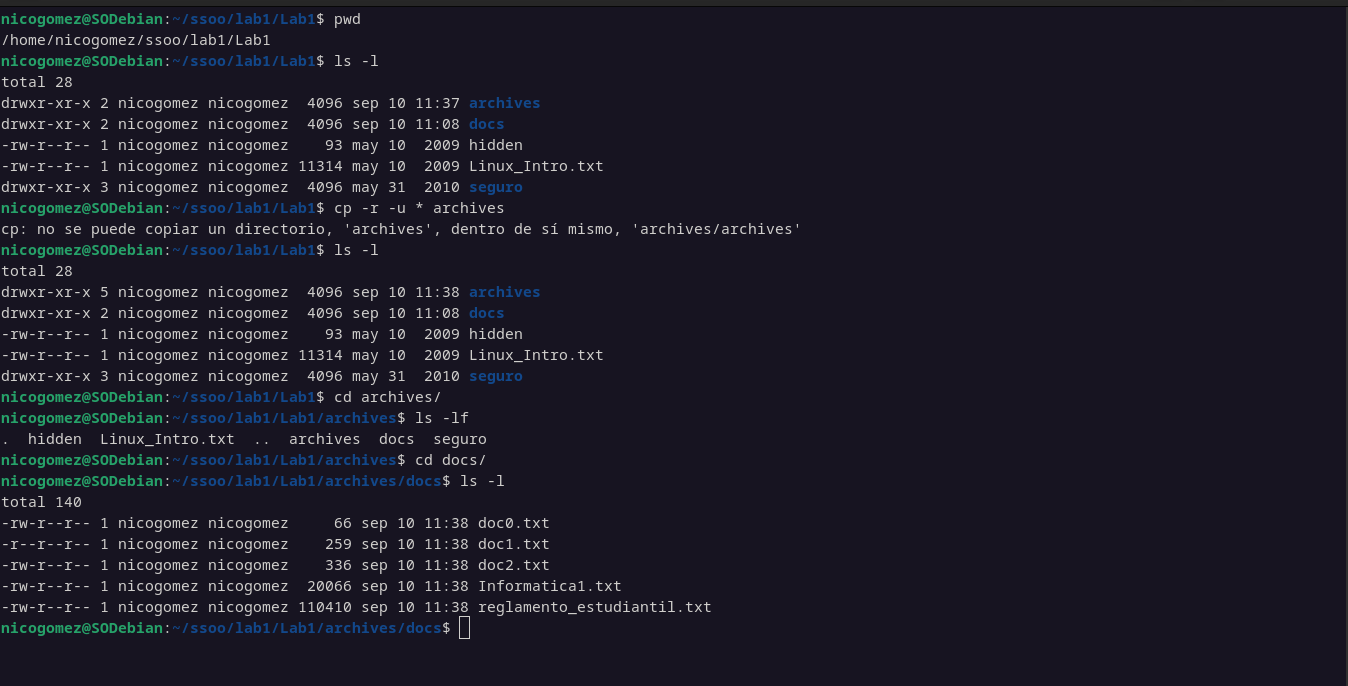 nicogomez@SODebian:~/ssoo/lab1/Lab1$ pwd
/home/nicogomez/ssoo/lab1/Lab1
nicogomez@SODebian:~/ssoo/lab1/Lab1$ ls -l
total 28
drwxr-xr-x 2 nicogomez nicogomez  4096 sep 10 11:37 archives
drwxr-xr-x 2 nicogomez nicogomez  4096 sep 10 11:08 docs
-rw-r--r-- 1 nicogomez nicogomez    93 may 10  2009 hidden
-rw-r--r-- 1 nicogomez nicogomez 11314 may 10  2009 Linux_Intro.txt
drwxr-xr-x 3 nicogomez nicogomez  4096 may 31  2010 seguro
nicogomez@SODebian:~/ssoo/lab1/Lab1$ cp -r -u * archives
cp: no se puede copiar un directorio, 'archives', dentro de sí mismo, 'archives/archives'
nicogomez@SODebian:~/ssoo/lab1/Lab1$ ls -l
total 28
drwxr-xr-x 5 nicogomez nicogomez  4096 sep 10 11:38 archives
drwxr-xr-x 2 nicogomez nicogomez  4096 sep 10 11:08 docs
-rw-r--r-- 1 nicogomez nicogomez    93 may 10  2009 hidden
-rw-r--r-- 1 nicogomez nicogomez 11314 may 10  2009 Linux_Intro.txt
drwxr-xr-x 3 nicogomez nicogomez  4096 may 31  2010 seguro
nicogomez@SODebian:~/ssoo/lab1/Lab1$ cd archives/
nicogomez@SODebian:~/ssoo/lab1/Lab1/archives$ ls -lf
.  hidden  Linux_Intro.txt  ..  archives  docs  seguro
nicogomez@SODebian:~/ssoo/lab1/Lab1/archives$ cd docs/
nicogomez@SODebian:~/ssoo/lab1/Lab1/archives/docs$ ls -l
total 140
-rw-r--r-- 1 nicogomez nicogomez     66 sep 10 11:38 doc0.txt
-r--r--r-- 1 nicogomez nicogomez    259 sep 10 11:38 doc1.txt
-rw-r--r-- 1 nicogomez nicogomez    336 sep 10 11:38 doc2.txt
-rw-r--r-- 1 nicogomez nicogomez  20066 sep 10 11:38 Informatica1.txt
-rw-r--r-- 1 nicogomez nicogomez 110410 sep 10 11:38 reglamento_estudiantil.txt
nicogomez@SODebian:~/ssoo/lab1/Lab1/archives/docs$